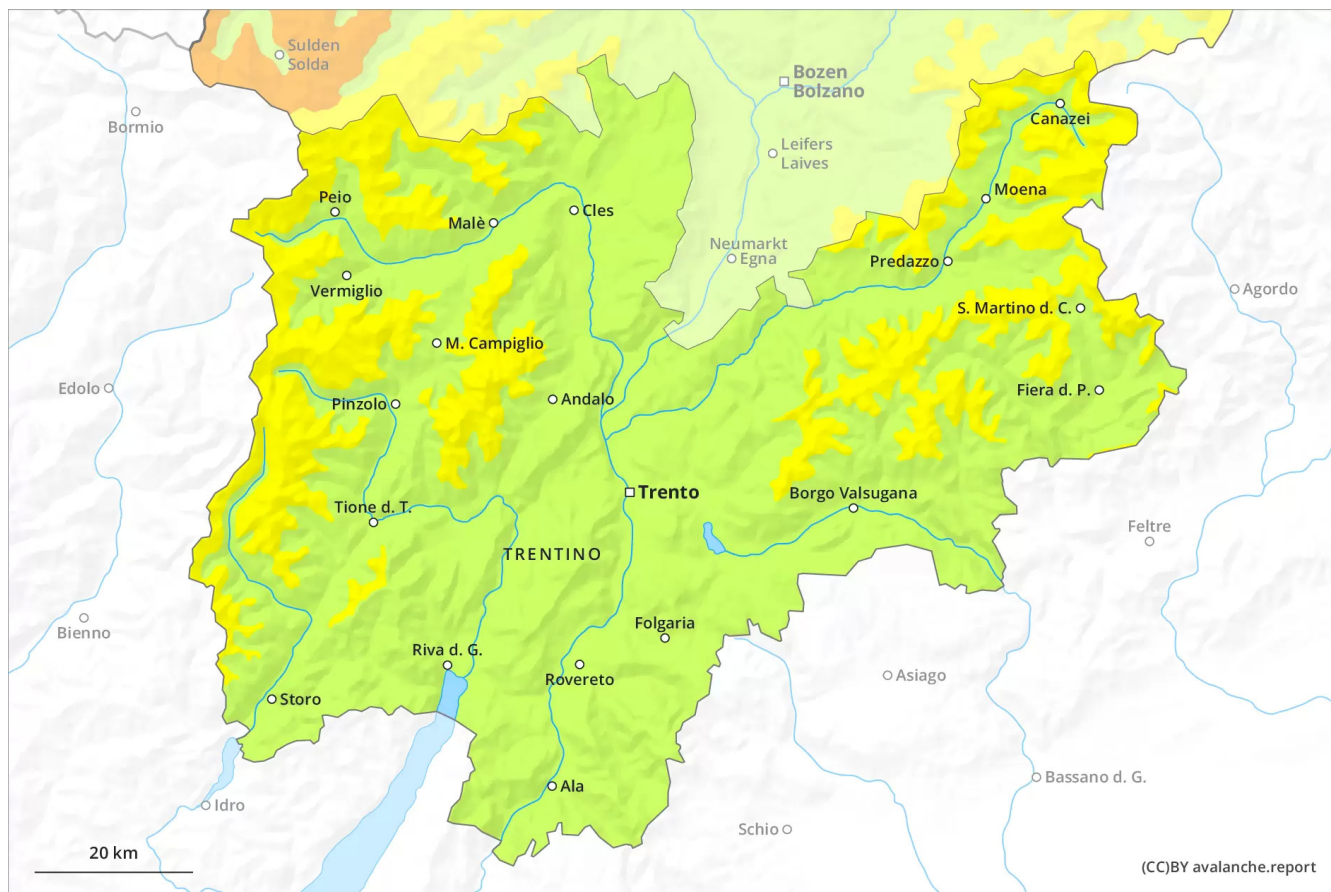 Sulden
Solda
Bozen
Bolzano
Bormio
Canazei
Leifers
Laives
Moena
Peio
Malè
Cles
Neumarkt
Egna
Predazzo
Vermiglio
Agordo
S. Martino d. C.
M. Campiglio
Edolo
Pinzolo
Andalo
Fiera d. P.
Trento
Borgo Valsugana
Tione d. T.
Feltre
TRENTINO
Bienno
Folgaria
Riva d. G.
Rovereto
Asiago
Storo
Bassano d. G.
Ala
Idro
Schio
20 km
(CC)BY avalanche.report